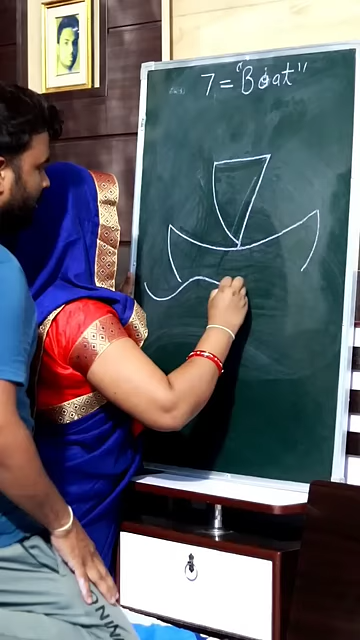 7 = "Boat"